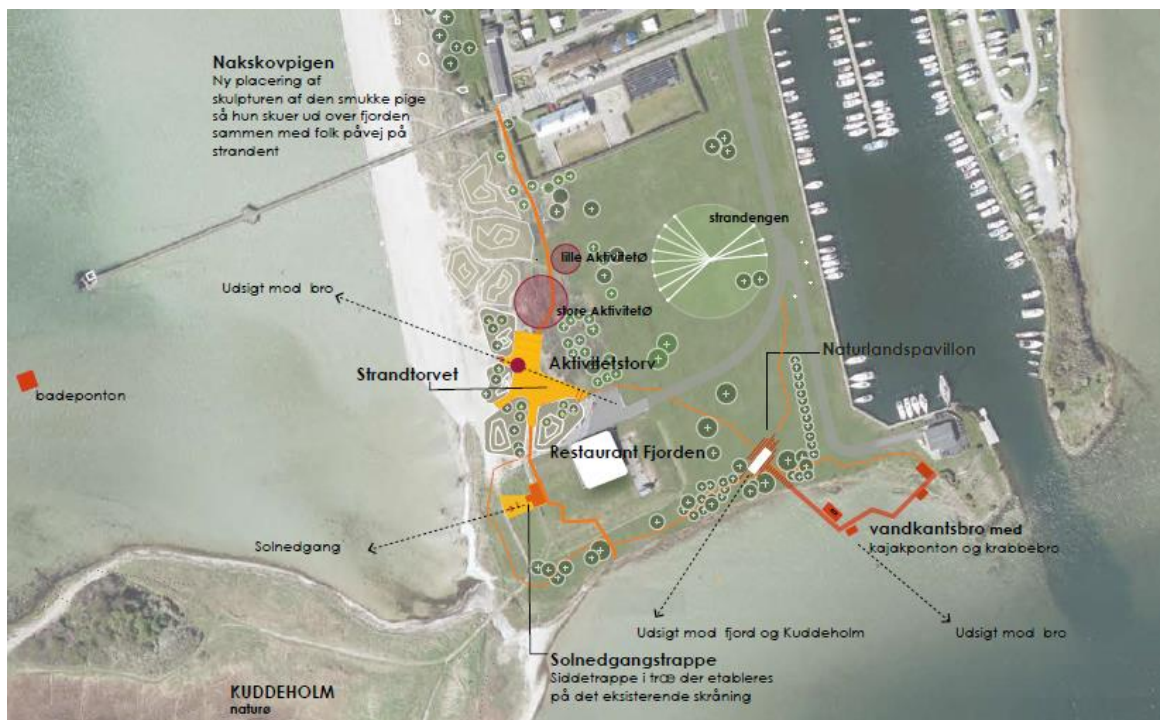 Nakskovpigen
Ny placering af
skulpturen af den smukke pige
så hun skuer ud over fjorden
sammen med folk påvej på
strandent
strandengen
lille AktivitetØ
Udsigt mod bro
store AktivitetØ
Naturlandspavillon
Aktivitetstorv
Strandtorvet
badeponton
Restaurant Fjorden
vandkantsbro med
kajakponton og krabbebro
Solnedgang
Udsigt mod fjord og Kuddeholm
Udsigt mod bro
Solnedgangstrappe
Siddetrappe i træ der etableres
på det eksisterende skråning
KUDDEHOLM
naturø